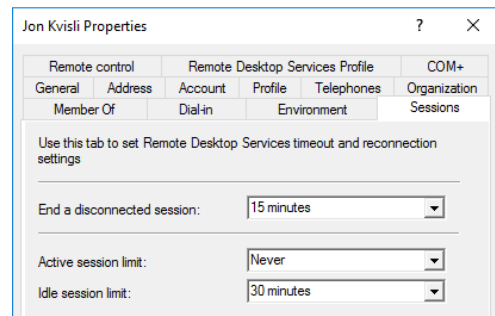 Jon Kvisli Properties ? ×
Remote control Remote Desktop Services Profile COM+
General Address Account Profile Telephones Organization
Member Of Dial-in Environment Sessions
Use this tab to set Remote Desktop Services timeout and reconnection
settings
End a disconnected session: 15 minutes
Active session limit: Never
Idle session limit: 30 minutes